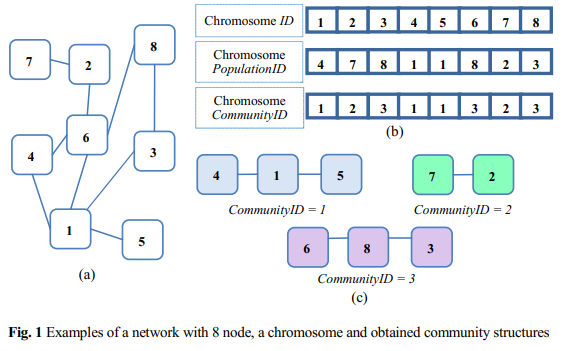 7
2
8
6
4
3
1
5
(a)
Chromosome ID 1 2 3 4 5 6 7 8
Chromosome
PopulationID 4 7 8 1 1 8 2 3
Chromosome
CommunityID 1 2 3 1 1 3 2 3
(b)
4 1 5
CommunityID = 1
7 2
CommunityID = 2
6 8 3
CommunityID = 3
(c)
Fig. 1 Examples of a network with 8 node, a chromosome and obtained community structures